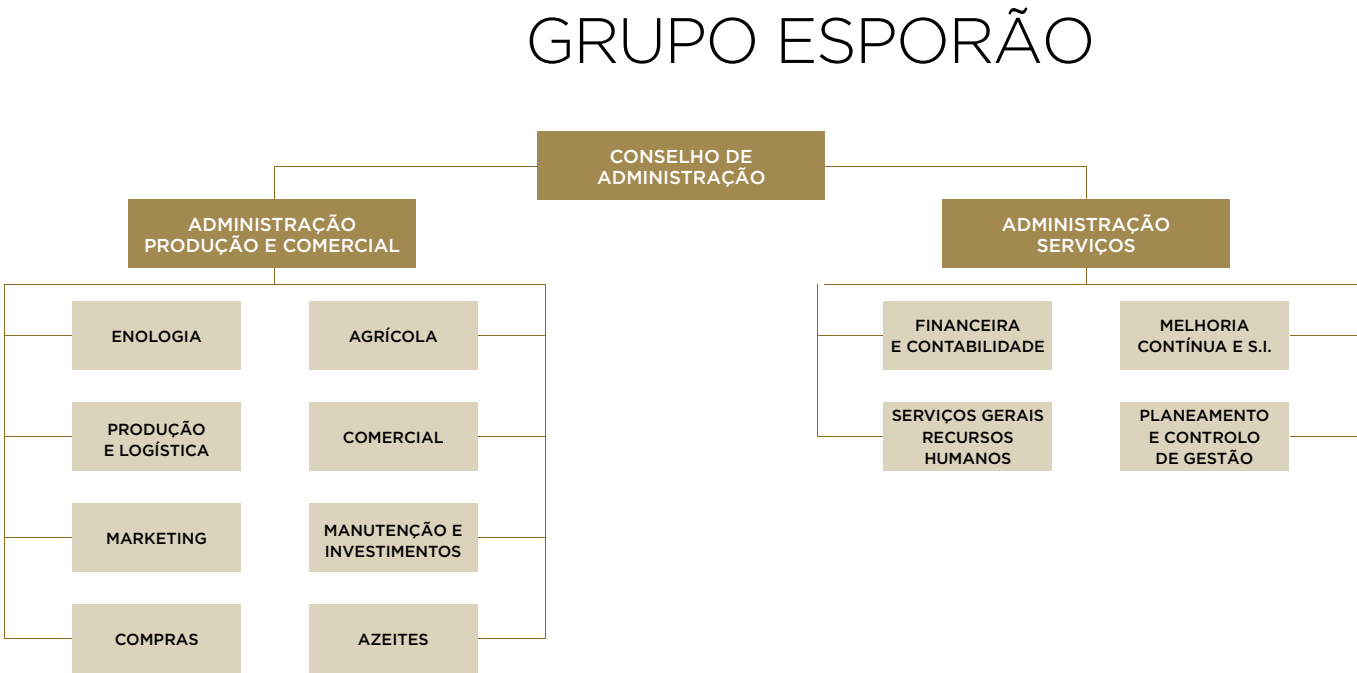 GRUPO ESPORÃO
CONSELHO DE
ADMINISTRAÇÃO
ADMINISTRAÇÃO
PRODUÇÃO E COMERCIAL
ADMINISTRAÇÃO
SERVIÇOS
ENOLOGIA
AGRÍCOLA
FINANCEIRA
E CONTABILIDADE
MELHORIA
CONTÍNUA E S.I.
PRODUÇÃO
E LOGÍSTICA
COMERCIAL
SERVIÇOS GERAIS
RECURSOS
HUMANOS
PLANEAMENTO
E CONTROLO
DE GESTÃO
MARKETING
MANUTENÇÃO E
INVESTIMENTOS
COMPRAS
AZEITES